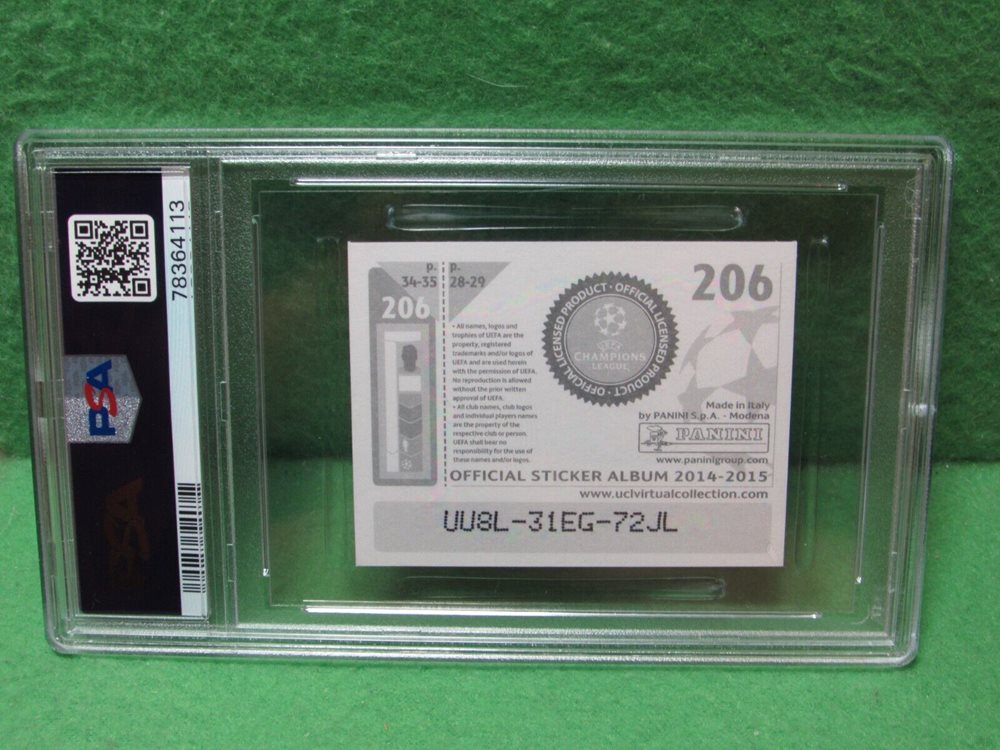 PSA
78364113
PSA
p.
34-35
p.
28-29
206
• All names, logos and
trophies of UEFA are the
property, registered
trademarks and/or logos of
UEFA and are used herein
with the permission of UEFA.
No reproduction is allowed
without the prior written
approval of UEFA.
• All club names, club logos
and individual players names
are the property of the
respective club or person.
UEFA shall bear no
responsibility for the use of
these names and/or logos.
OFFICIAL LICENSED PRODUCT · OFFICIAL LICENSED PRODUCT ·
UEFA
CHAMPIONS
LEAGUE
206
Made in Italy
by PANINI S.p.A. - Modena
PANINI
www.paninigroup.com
OFFICIAL STICKER ALBUM 2014-2015
www.uclvirtualcollection.com
UU8L-31EG-72JL